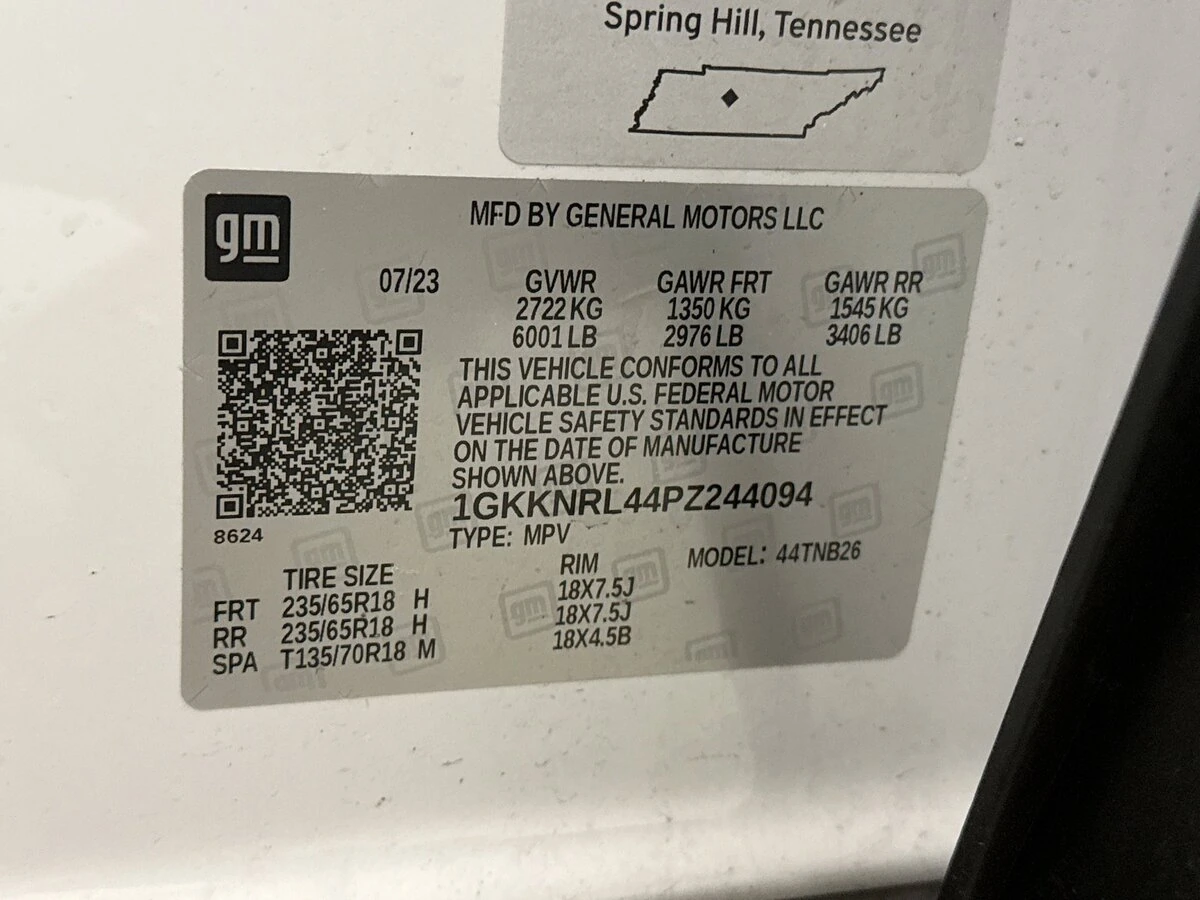 Spring Hill, Tennessee
gm
MFD BY GENERAL MOTORS LLC
07/23 GVWR GAWR FRT GAWR RR
2722 KG 1350 KG 1545 KG
6001 LB 2976 LB 3406 LB
THIS VEHICLE CONFORMS TO ALL
APPLICABLE U.S. FEDERAL MOTOR
VEHICLE SAFETY STANDARDS IN EFFECT
ON THE DATE OF MANUFACTURE
SHOWN ABOVE.
1GKKNRL44PZ244094
8624
TYPE: MPV
MODEL: 44TNB26
TIRE SIZE RIM
FRT 235/65R18 H 18X7.5J
RR 235/65R18 H 18X7.5J
SPA T135/70R18 M 18X4.5B